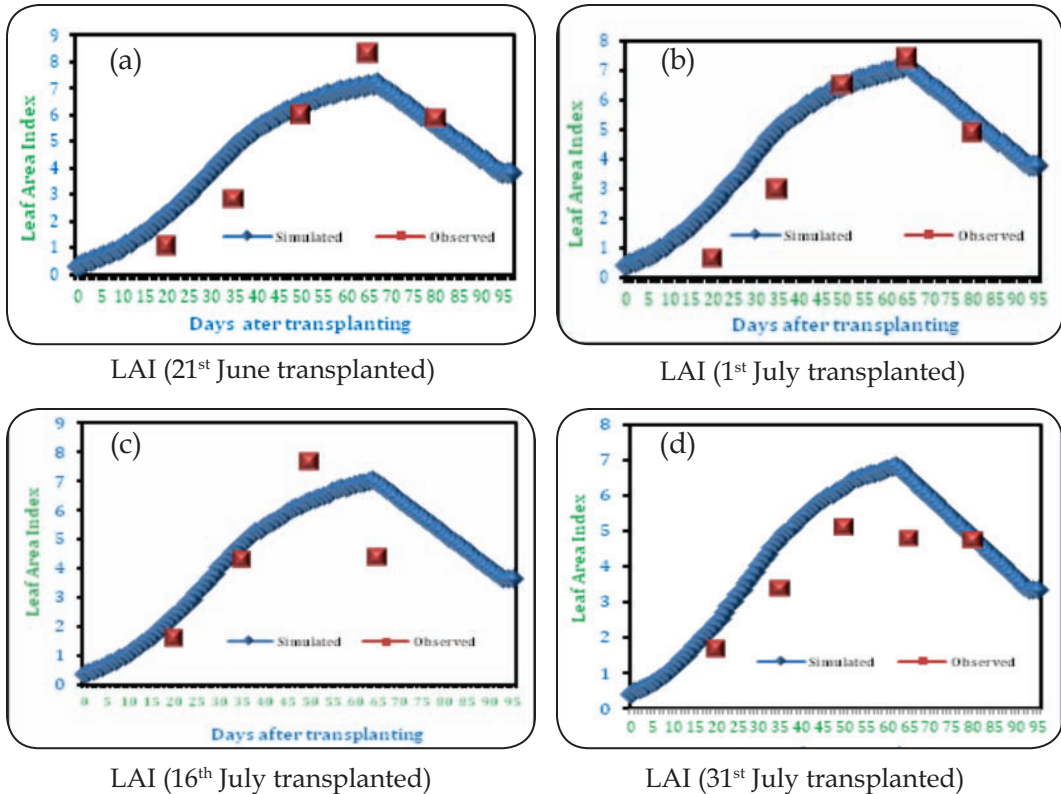 9
8
7
6
5
4
3
2
1
0
Leaf Area Index
(a)
Simulated Observed
0 5 10 15 20 25 30 35 40 45 50 55 60 65 70 75 80 85 90 95
Days ater transplanting
LAI (21st June transplanted)
8
7
6
5
4
3
2
1
0
Leaf Area Index
(b)
Simulated Observed
0 5 10 15 20 25 30 35 40 45 50 55 60 65 70 75 80 85 90 95
Days after transplanting
LAI (1st July transplanted)
9
8
7
6
5
4
3
2
1
0
Leaf Area Index
(c)
Simulated Observed
0 5 10 15 20 25 30 35 40 45 50 55 60 65 70 75 80 85 90 95
Days after transplanting
LAI (16th July transplanted)
8
7
6
5
4
3
2
1
0
Leaf Area Index
(d)
Simulated Observed
0 5 10 15 20 25 30 35 40 45 50 55 60 65 70 75 80 85 90 95
LAI (31st July transplanted)